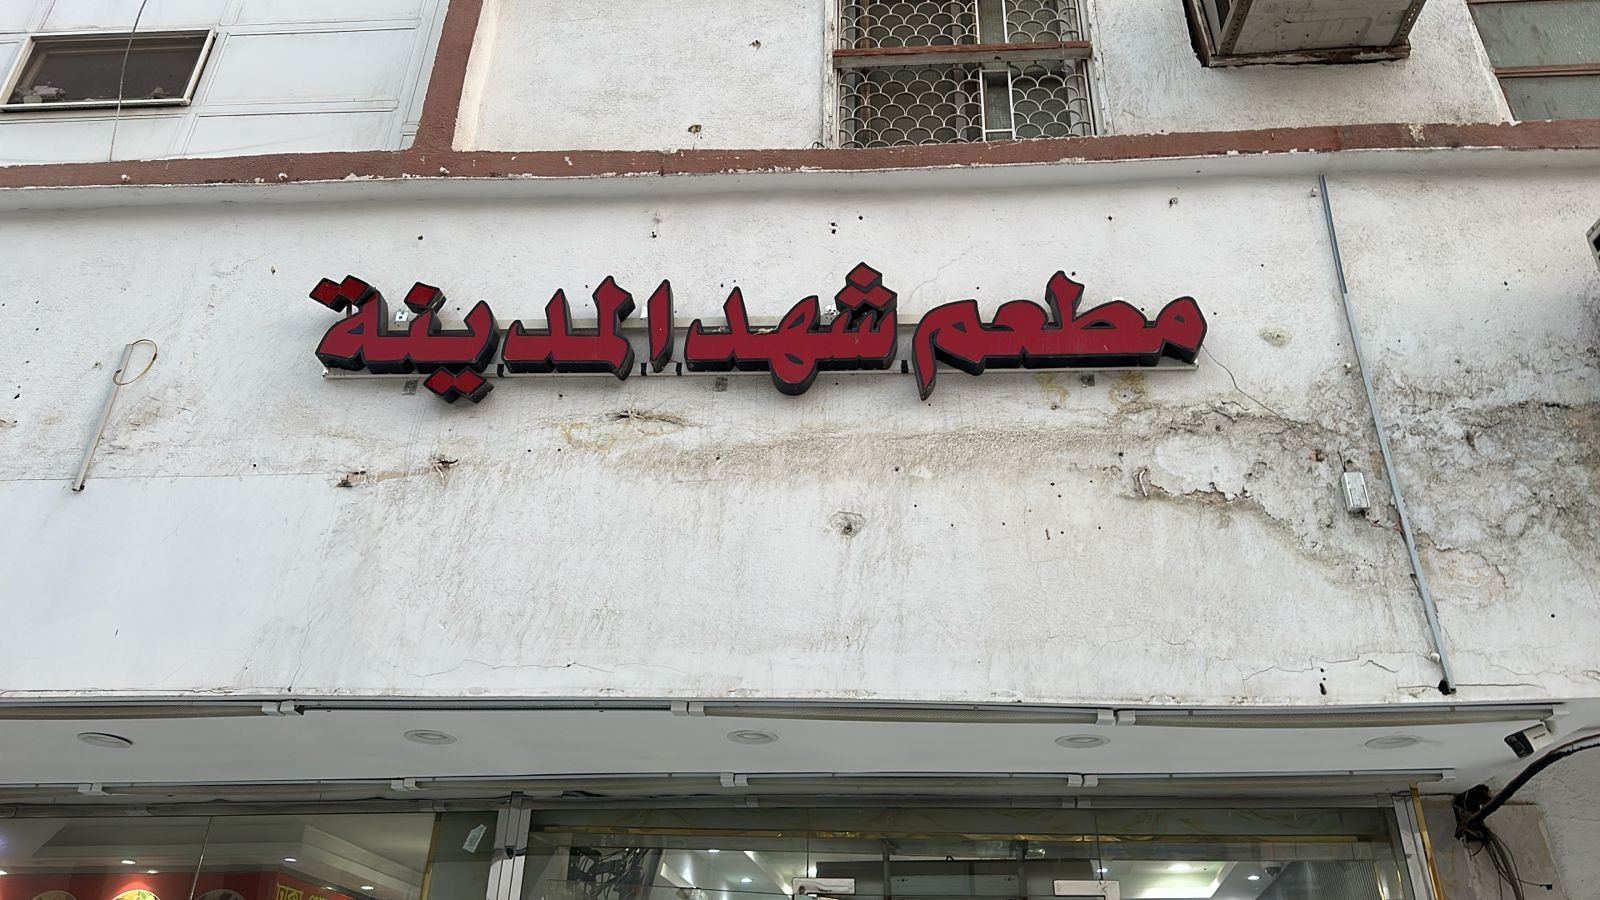 مطعم شهد المدينة